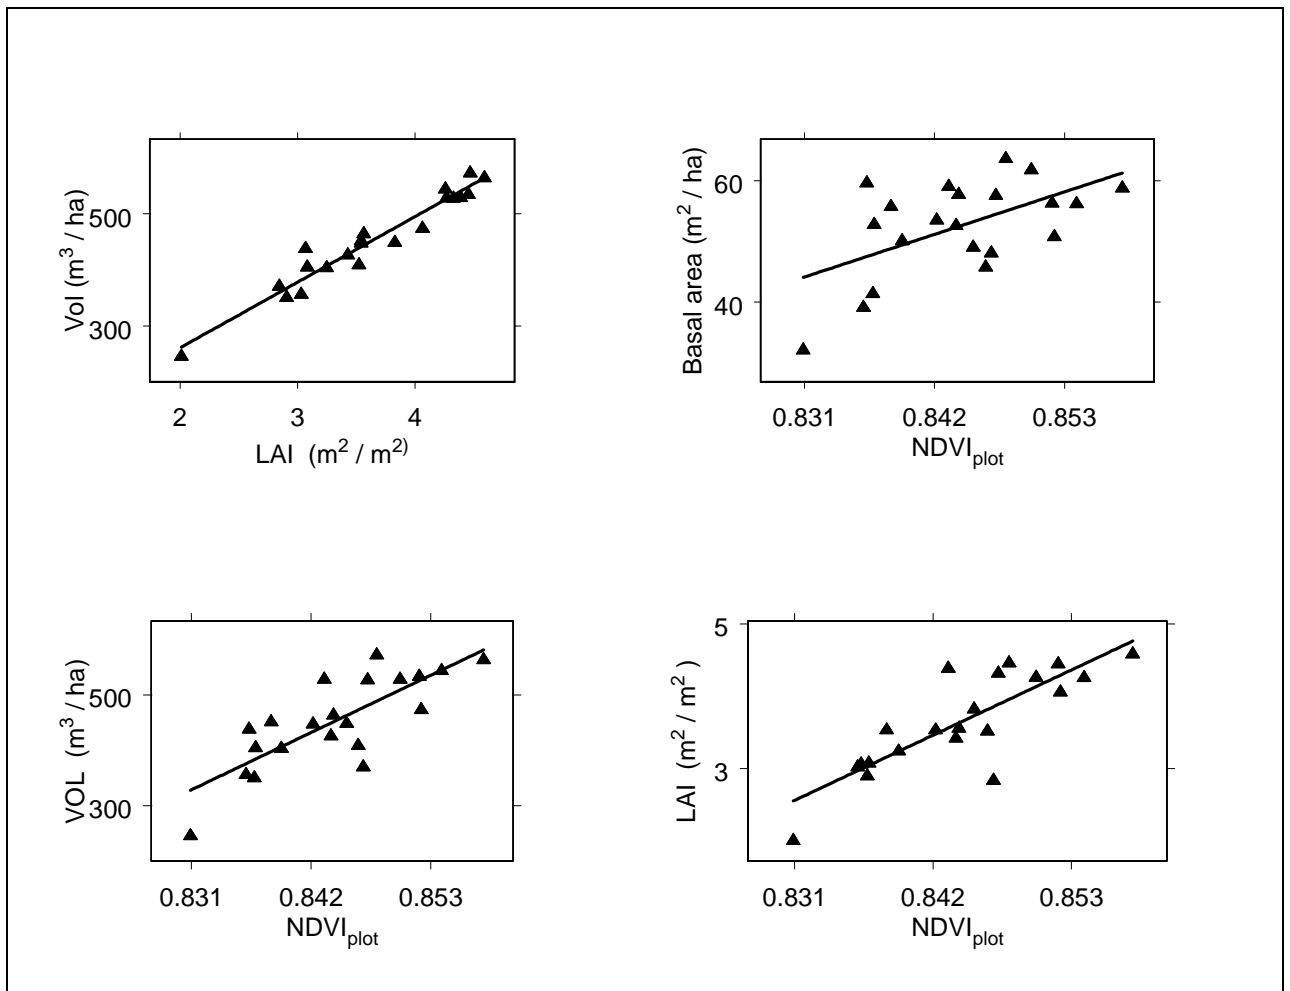 Vol (m³ / ha)
500
300
2 3 4
LAI (m² / m²)
Basal area (m² / ha)
60
40
0.831 0.842 0.853
NDVIplot
VOL (m³ / ha)
500
300
0.831 0.842 0.853
NDVIplot
LAI (m² / m²)
5
3
0.831 0.842 0.853
NDVIplot